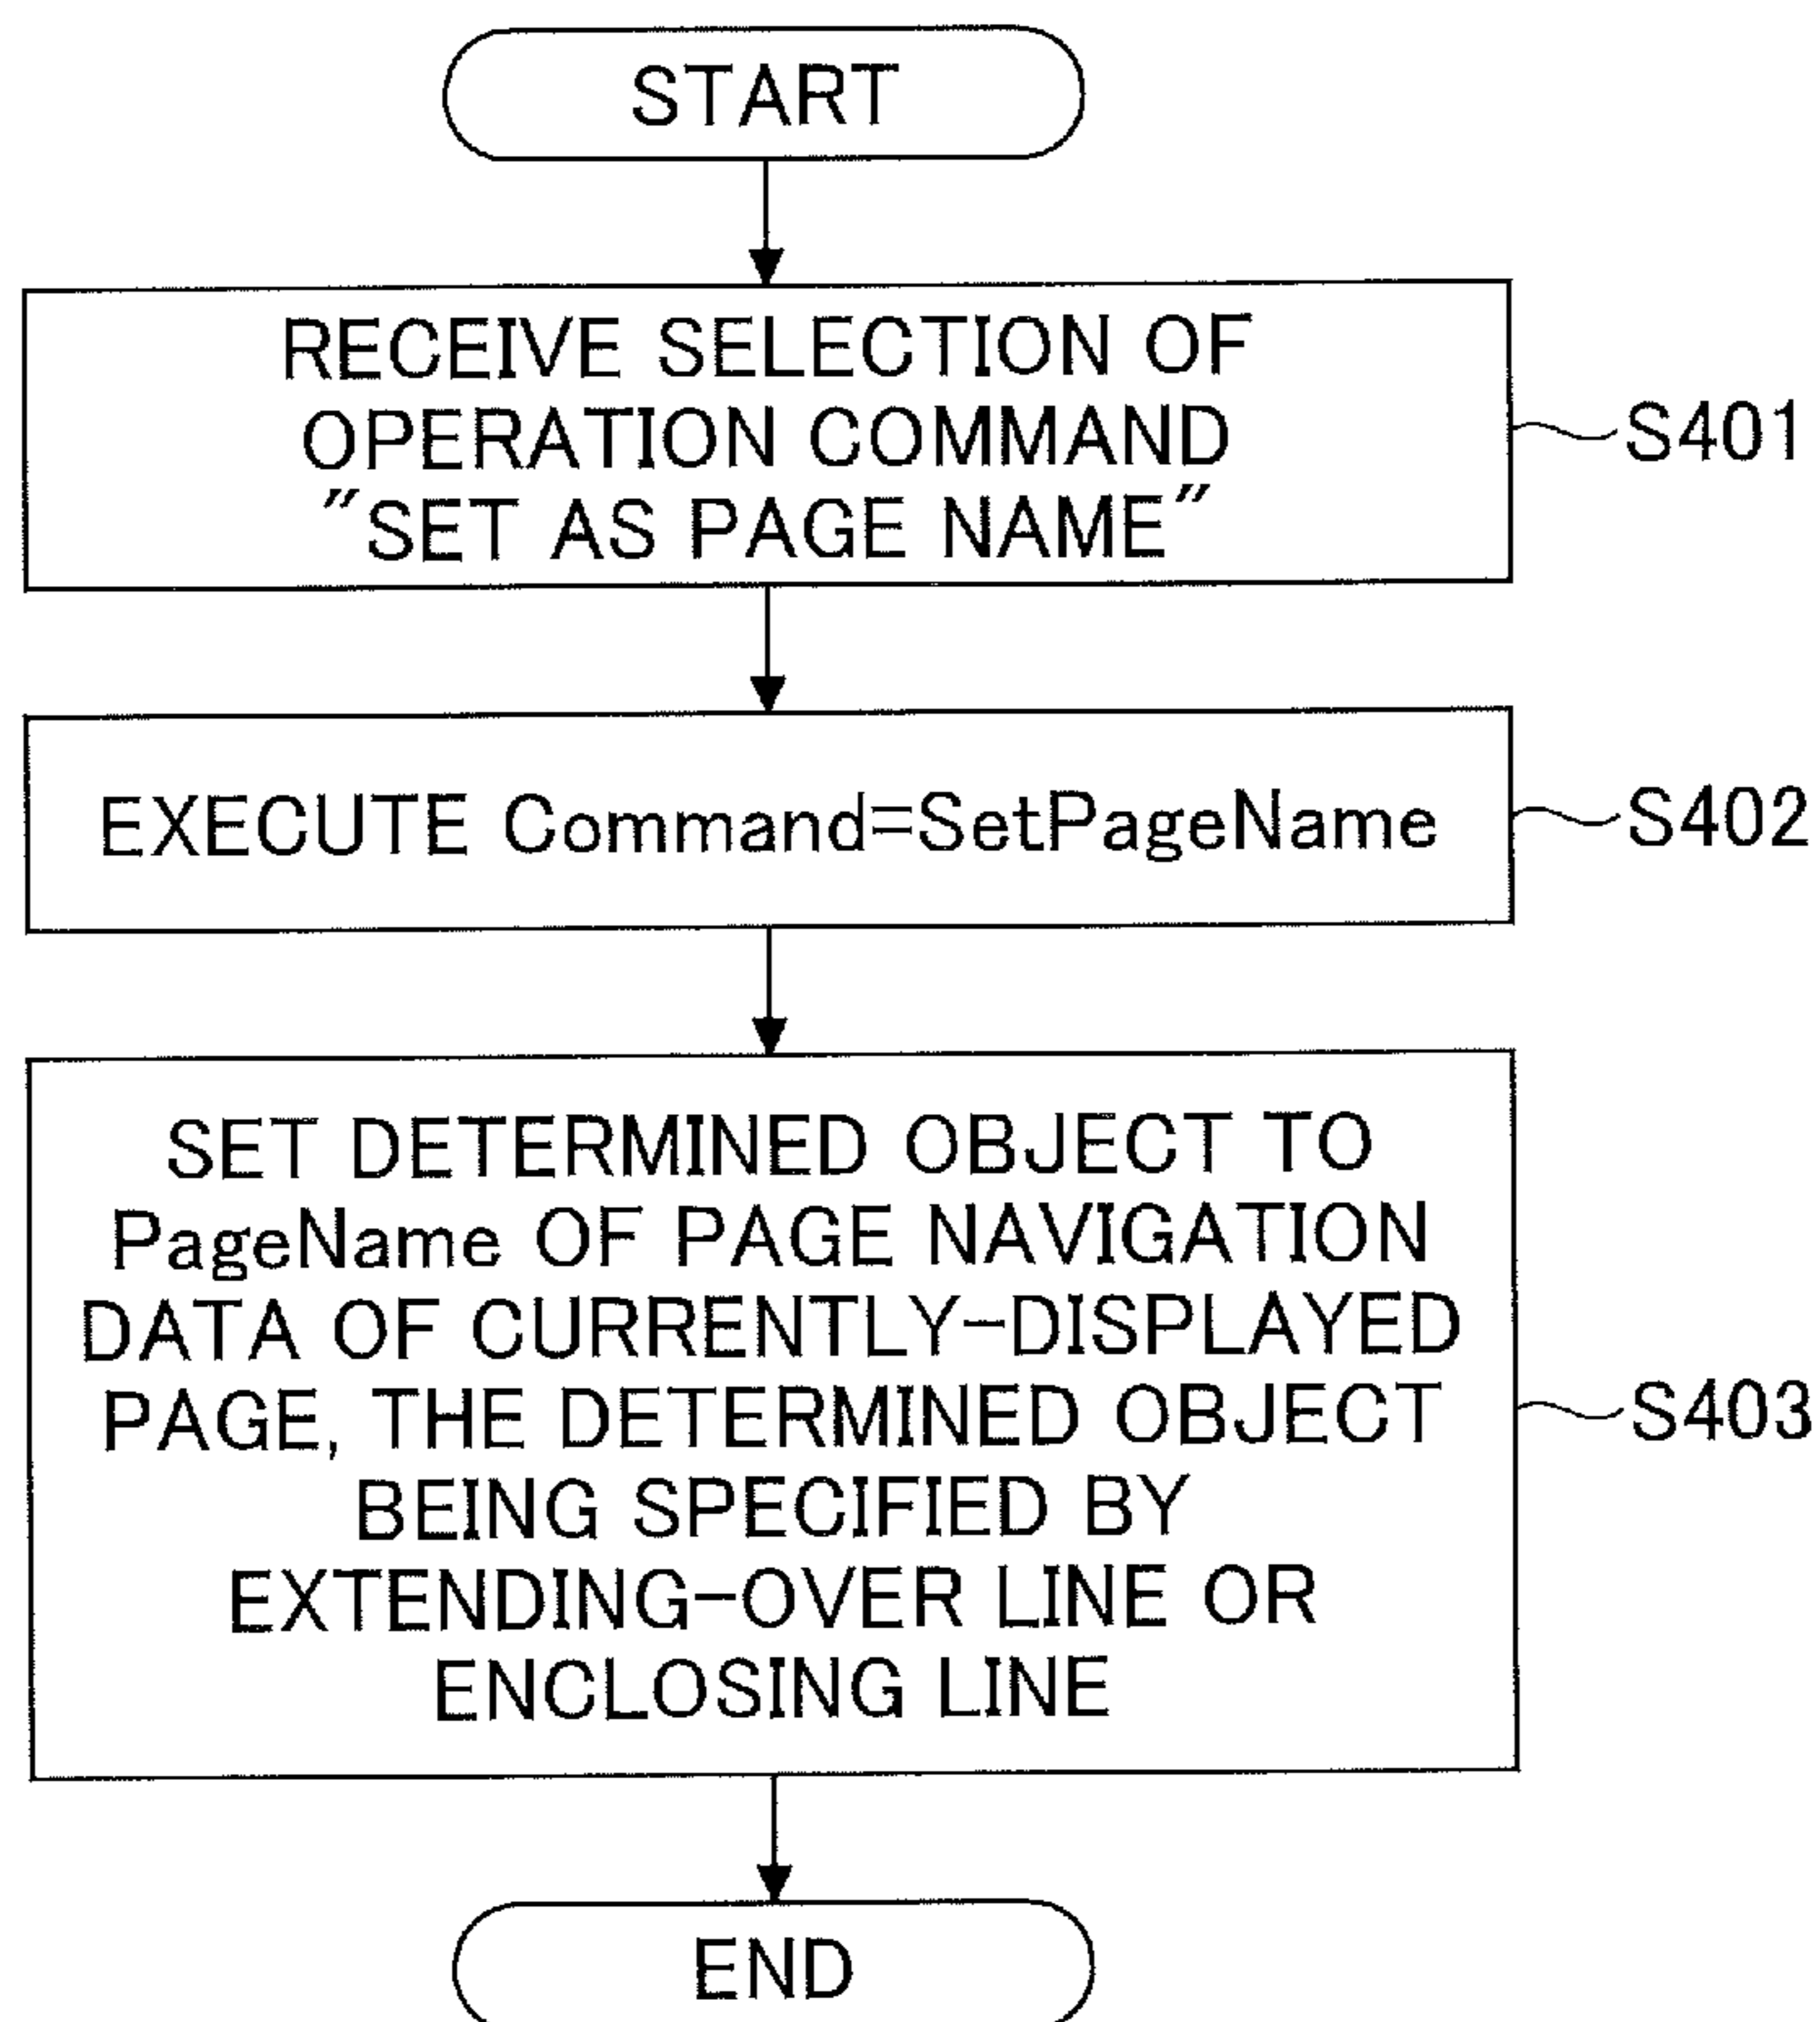 START
RECEIVE SELECTION OF
OPERATION COMMAND
"SET AS PAGE NAME"
S401
EXECUTE Command=SetPageName
S402
SET DETERMINED OBJECT TO
PageName OF PAGE NAVIGATION
DATA OF CURRENTLY-DISPLAYED
PAGE, THE DETERMINED OBJECT
BEING SPECIFIED BY
EXTENDING-OVER LINE OR
ENCLOSING LINE
S403
END